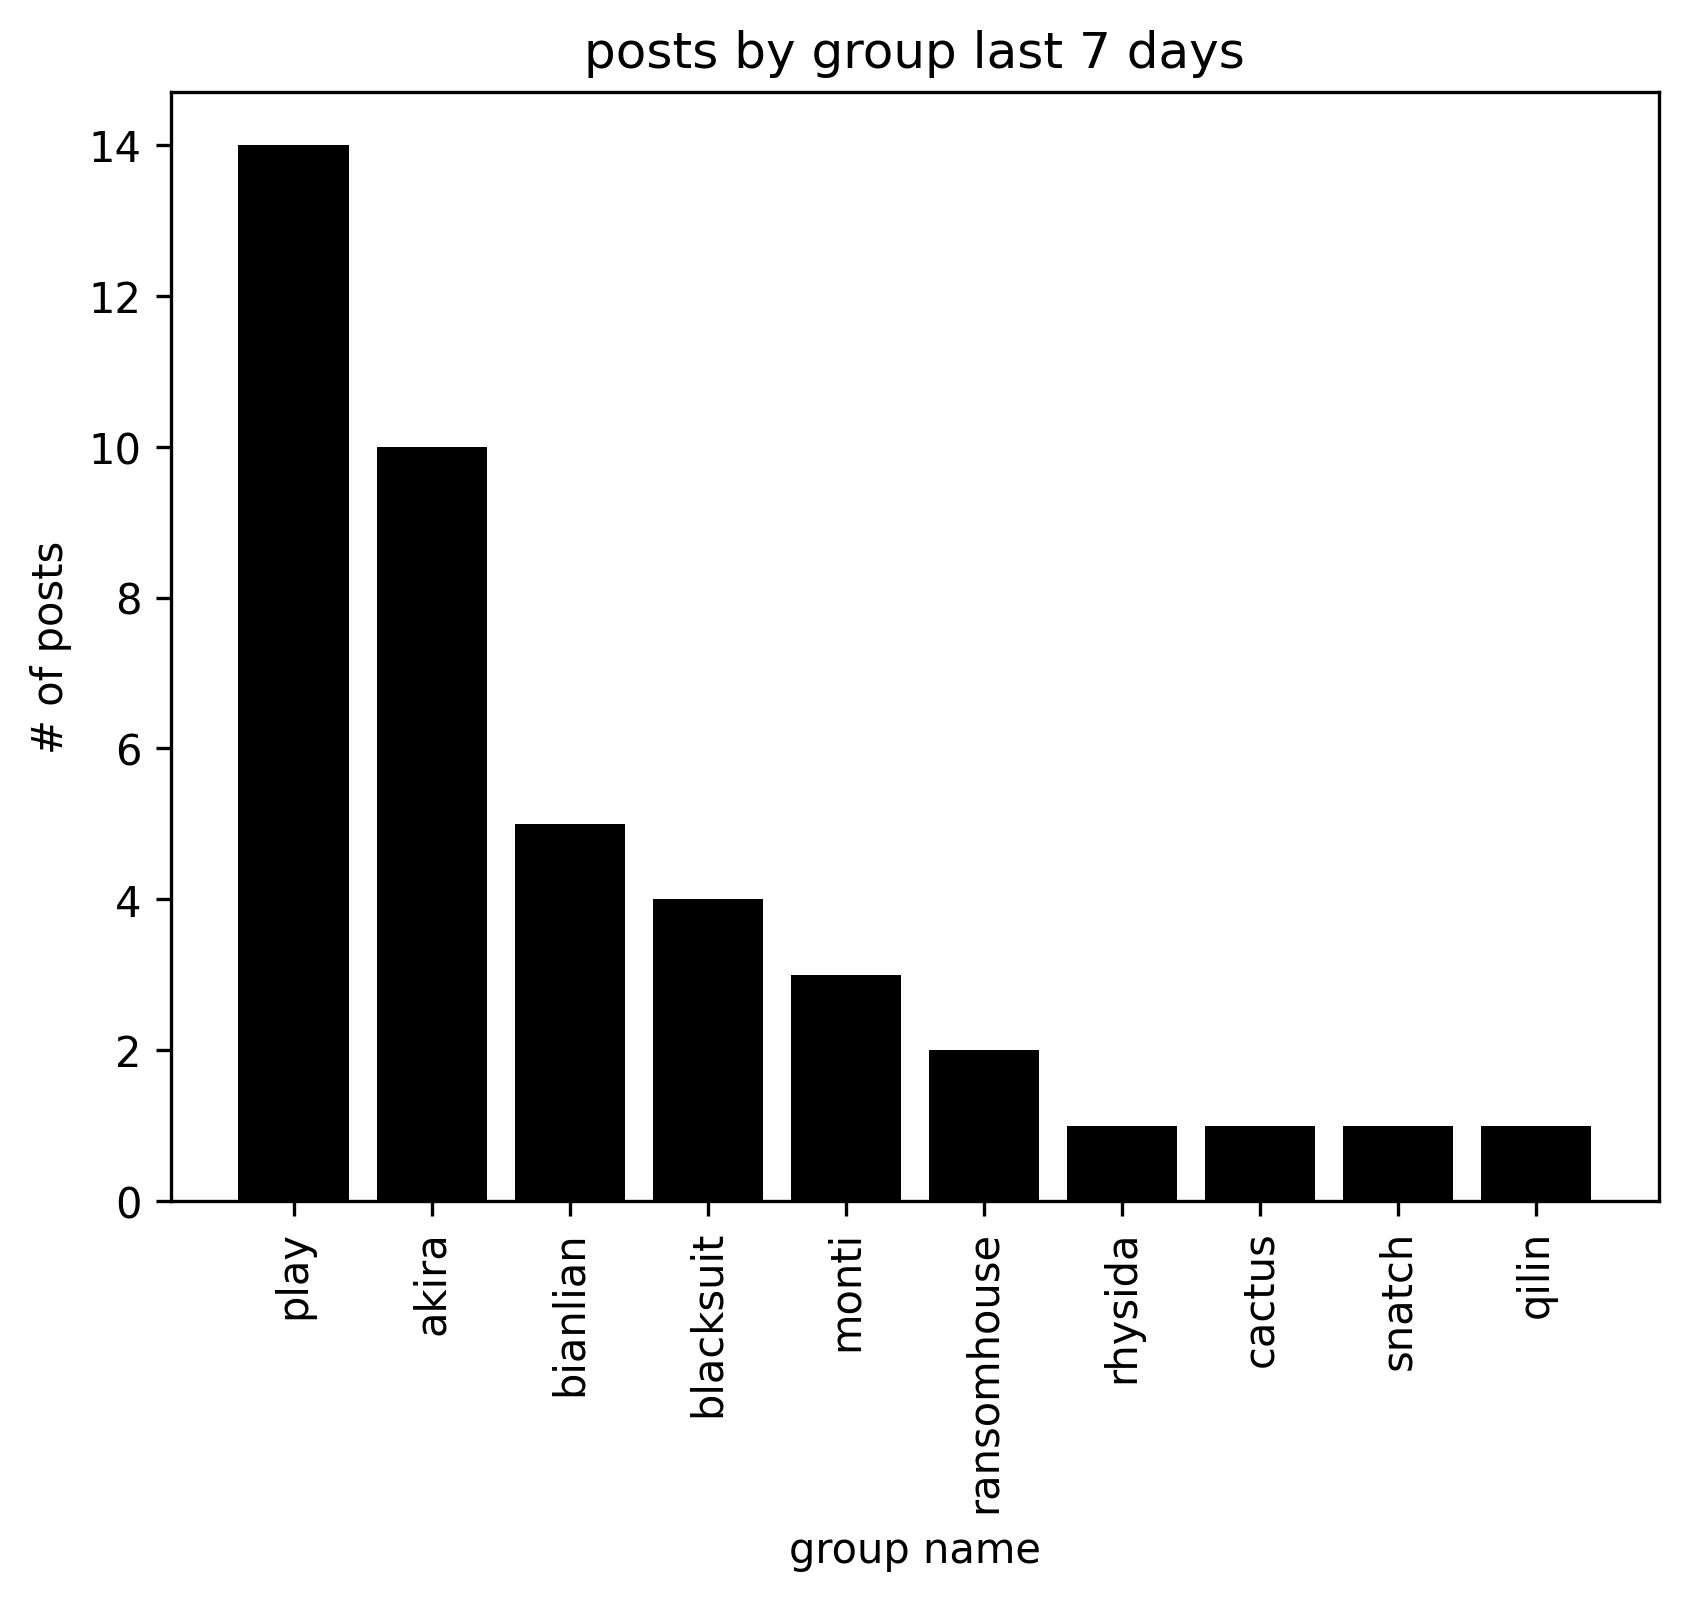 posts by group last 7 days
# of posts
14
12
10
8
6
4
2
0
play
akira
bianlian
blacksuit
monti
ransomhouse
rhysida
cactus
snatch
qilin
group name